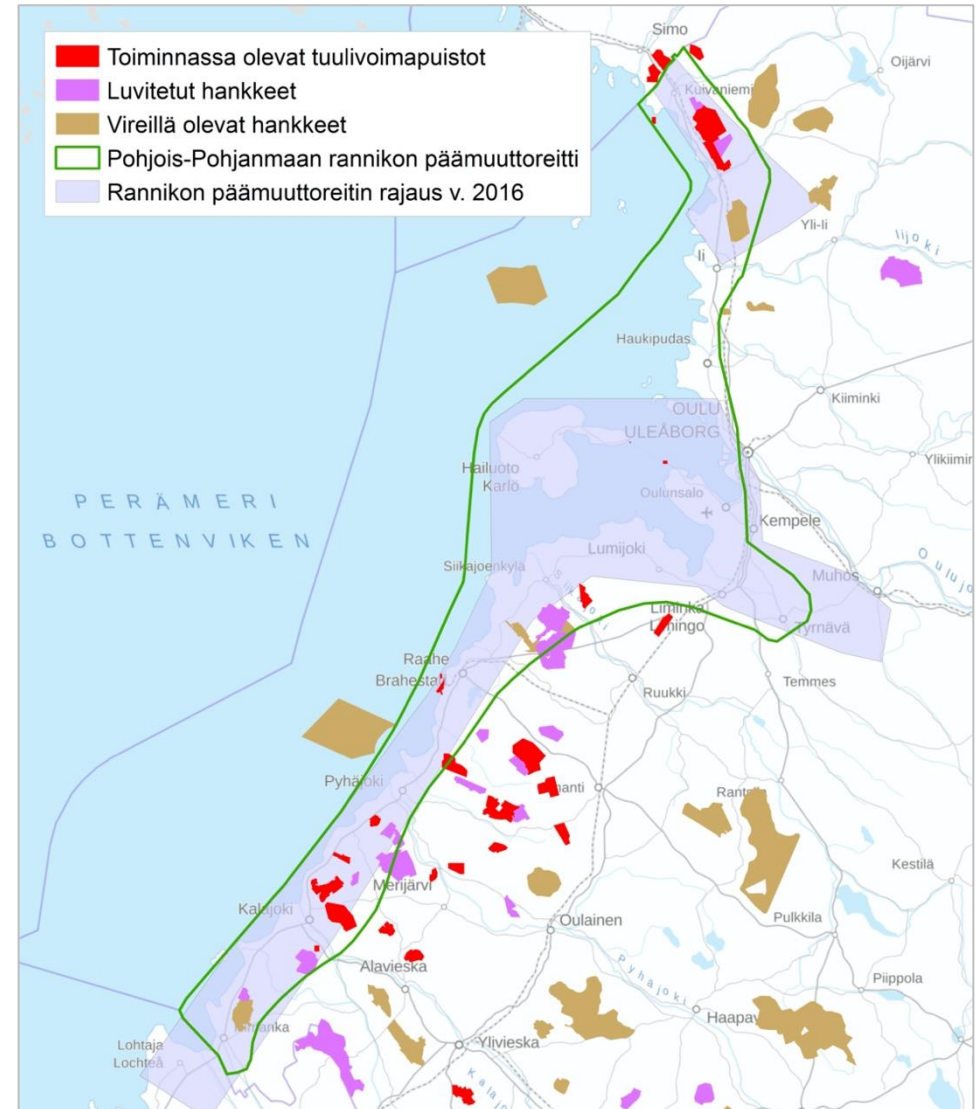 Toiminnassa olevat tuulivoimapuistot
Luvitetut hankkeet
Vireillä olevat hankkeet
Pohjois-Pohjanmaan rannikon päämuuttoreitti
Rannikon päämuuttoreitin rajaus v. 2016
Simo
Oijärvi
Kuivaniemi
Yli-Ii
Iijoki
Ii
Haukipudas
Kiiminki
OULU
ULEÅBORG
Ylikiimin
Hailuoto
Karlö
Oulunsalo
Kempele
PERÄMERI
BOTTENVIKEN
Lumijoki
Siikajoenkylä
Siikajoki
Muhos
Oulujo
Liminka
Limingo
Tyrnävä
Raahe
Brahestad
Ruukki
Temmes
Pyhäjoki
Kestilä
Merijärvi
Kalajoki
Oulainen
Pulkkila
Alavieska
Pyhäjoki
Piippola
Haapav
Lohtaja
Lochteå
Ylivieska
Kalajo